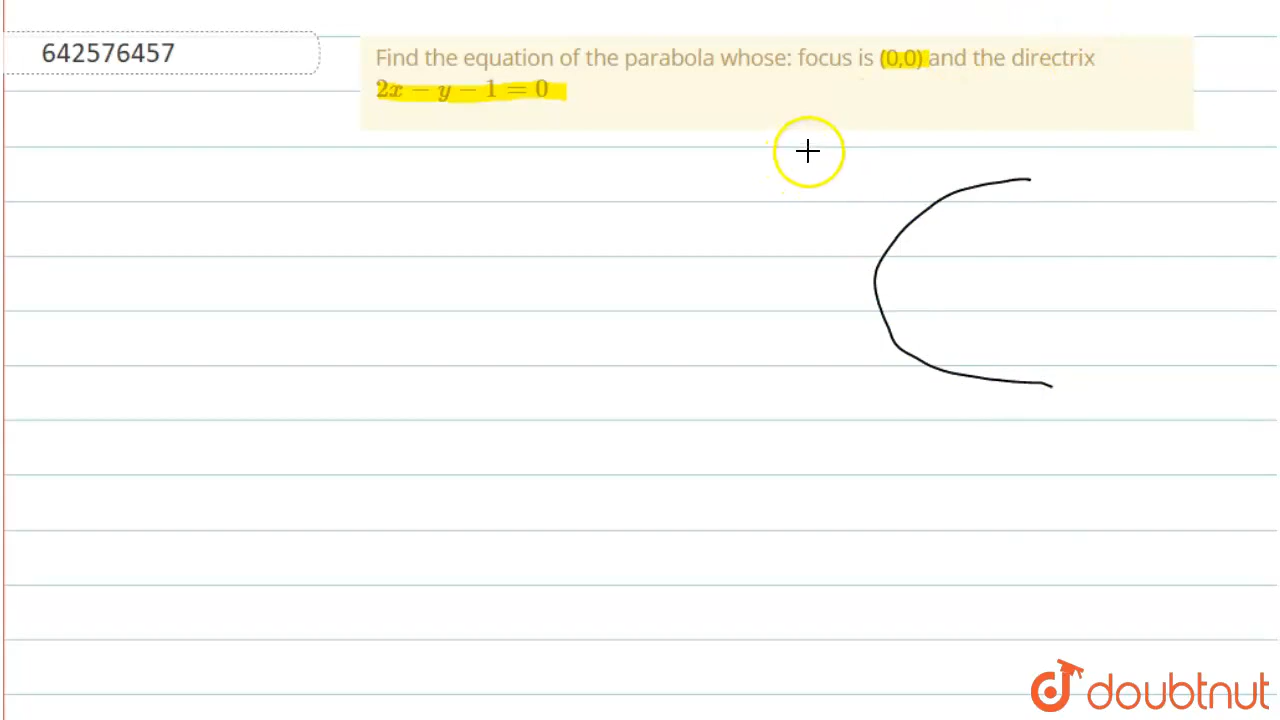 642576457
Find the equation of the parabola whose: focus is (0,0) and the directrix
2x − y − 1 = 0
doubtnut